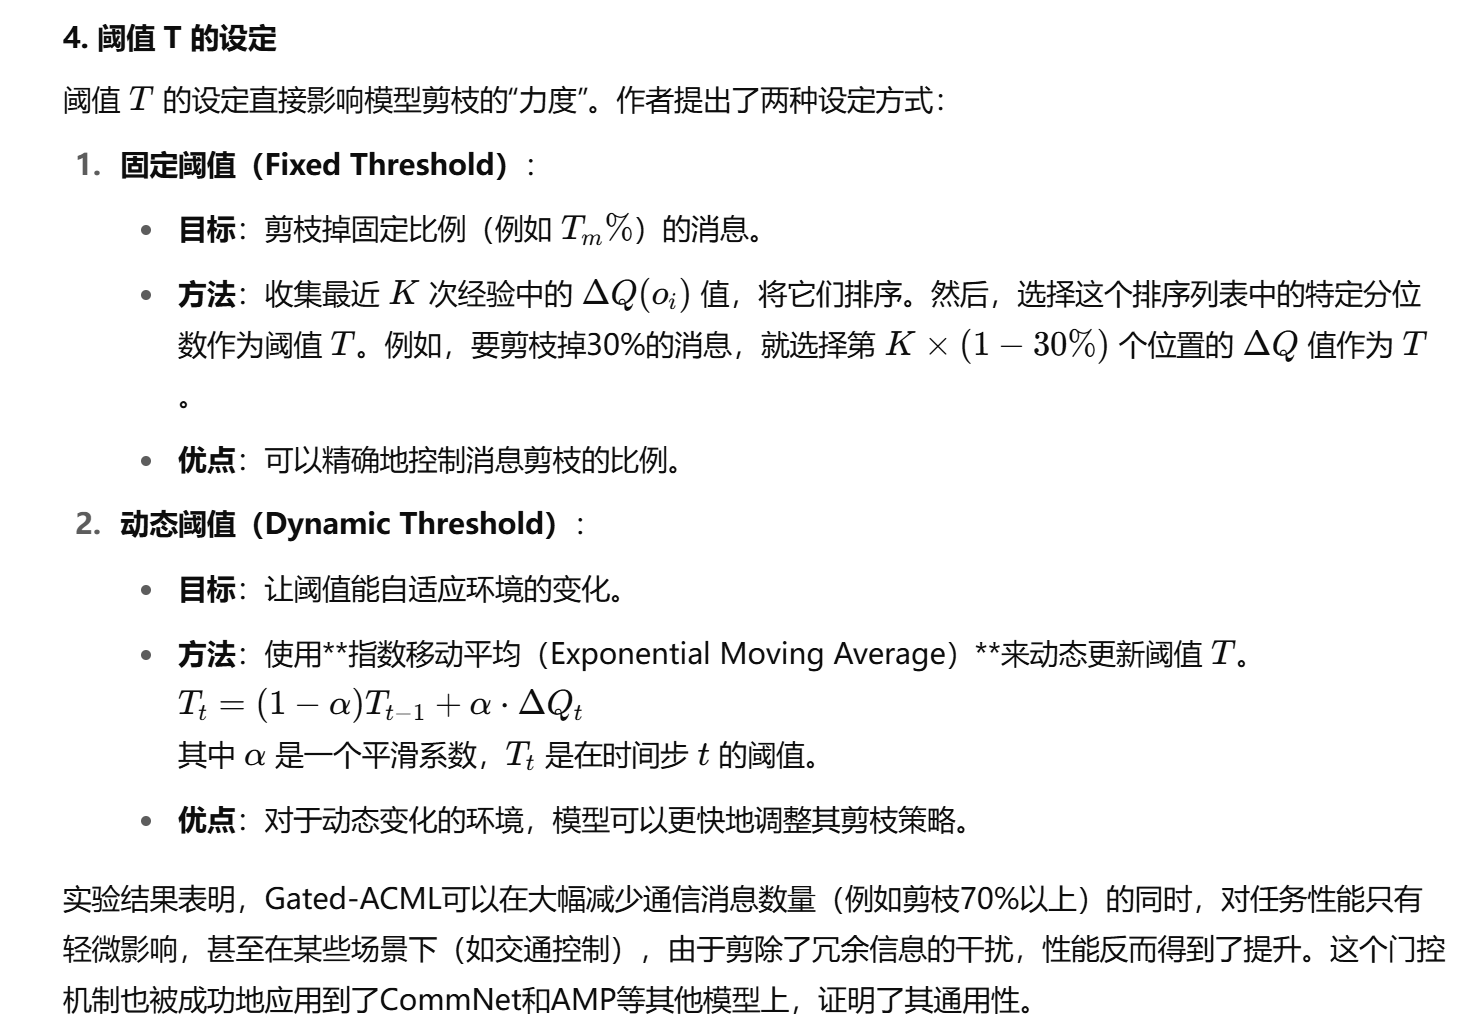 4. 阈值 T 的设定
阈值 T 的设定直接影响模型剪枝的“力度”。作者提出了两种设定方式：
1. 固定阈值（Fixed Threshold）：
• 目标：剪枝掉固定比例（例如 Tₘ%）的消息。
• 方法：收集最近 K 次经验中的 ΔQ(oᵢ) 值，将它们排序。然后，选择这个排序列表中的特定分位
数作为阈值 T。例如，要剪枝掉30%的消息，就选择第 K × (1 − 30%) 个位置的 ΔQ 值作为 T
。
• 优点：可以精确地控制消息剪枝的比例。
2. 动态阈值（Dynamic Threshold）：
• 目标：让阈值能自适应环境的变化。
• 方法：使用**指数移动平均（Exponential Moving Average）**来动态更新阈值 T。
Tₜ = (1 − α)Tₜ₋₁ + α · ΔQₜ
其中 α 是一个平滑系数，Tₜ 是在时间步 t 的阈值。
• 优点：对于动态变化的环境，模型可以更快地调整其剪枝策略。
实验结果表明，Gated-ACML可以在大幅减少通信消息数量（例如剪枝70%以上）的同时，对任务性能只有
轻微影响，甚至在某些场景下（如交通控制），由于剪除了冗余信息的干扰，性能反而得到了提升。这个门控
机制也被成功地应用到了CommNet和AMP等其他模型上，证明了其通用性。